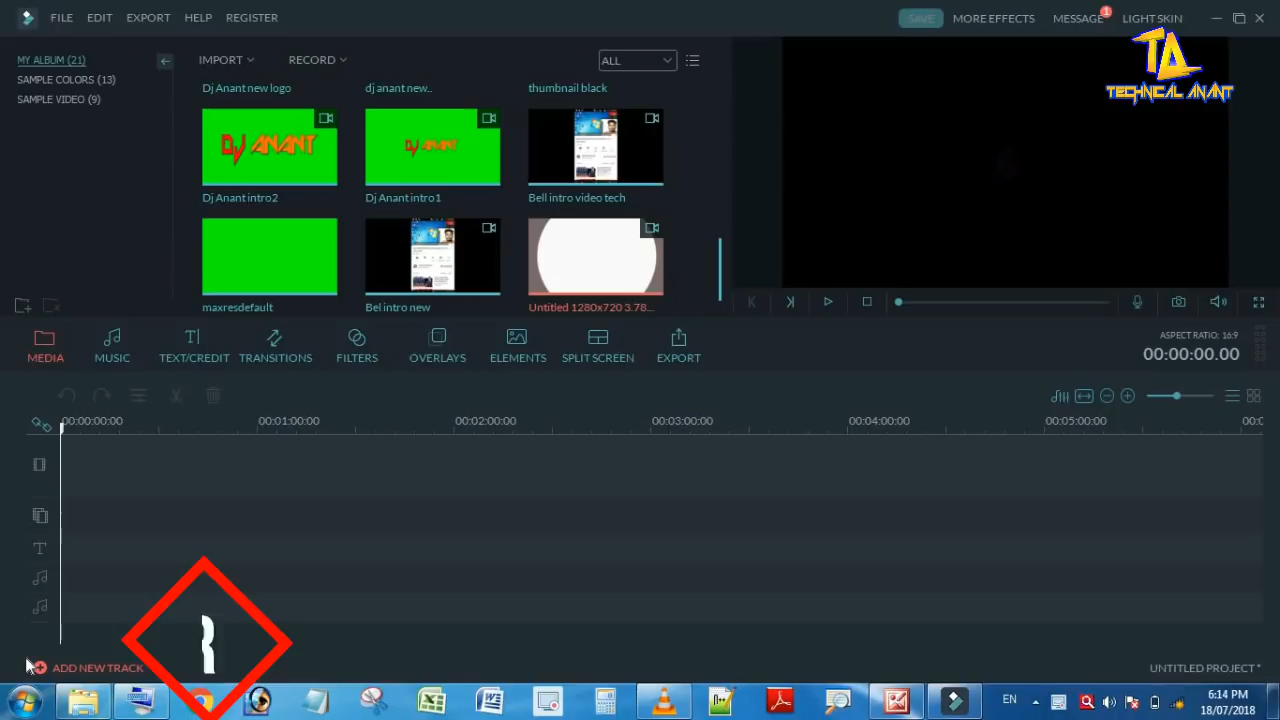 FILE EDIT EXPORT HELP REGISTER
SAVE MORE EFFECTS MESSAGE 1 LIGHT SKIN
TA
TECHNICAL ANANT
MY ALBUM (21)
SAMPLE COLORS (13)
SAMPLE VIDEO (9)
IMPORT RECORD ALL
Dj Anant new logo dj anant new.. thumbnail black
DJ ANANT DJ ANANT
Dj Anant intro2 Dj Anant intro1 Bell intro video tech
maxresdefault Bel intro new Untitled 1280x720 3.78...
MEDIA MUSIC TEXT/CREDIT TRANSITIONS FILTERS OVERLAYS ELEMENTS SPLIT SCREEN EXPORT
ASPECT RATIO: 16:9
00:00:00.00
00:00:00:00 00:01:00:00 00:02:00:00 00:03:00:00 00:04:00:00 00:05:00:00 00:0
ADD NEW TRACK
UNTITLED PROJECT *
EN
6:14 PM
18/07/2018